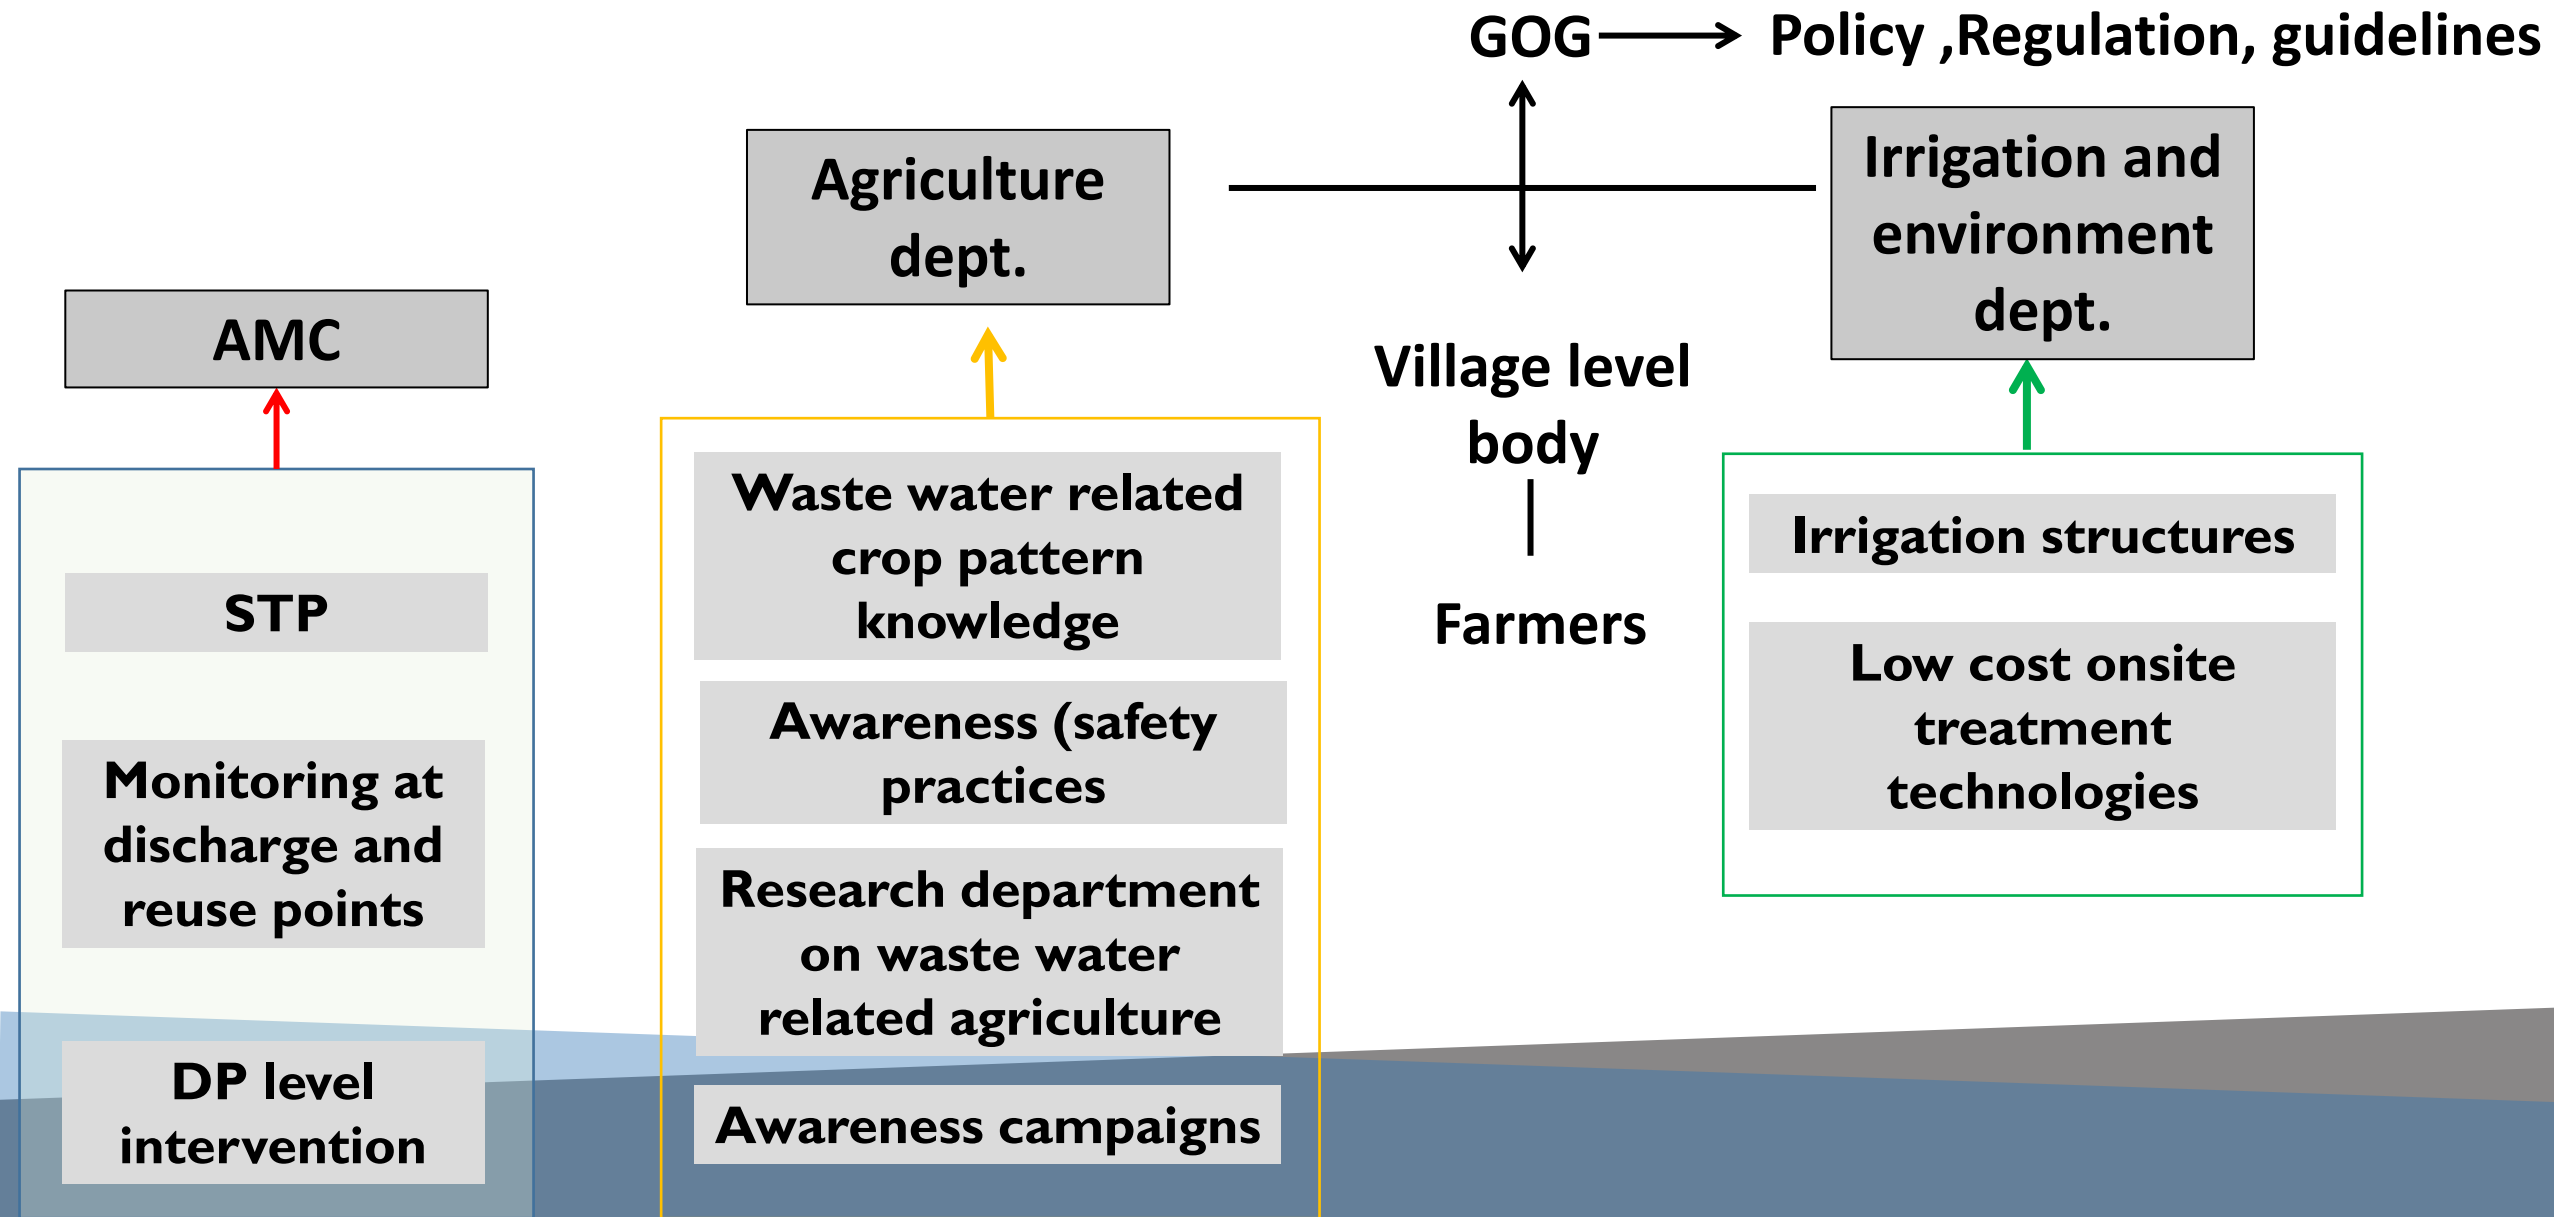 GOG
Policy ,Regulation, guidelines
Agriculture
dept.
Irrigation and
environment
dept.
AMC
Village level
body
Farmers
STP
Monitoring at
discharge and
reuse points
DP level
intervention
Waste water related
crop pattern
knowledge
Awareness (safety
practices
Research department
on waste water
related agriculture
Awareness campaigns
Irrigation structures
Low cost onsite
treatment
technologies